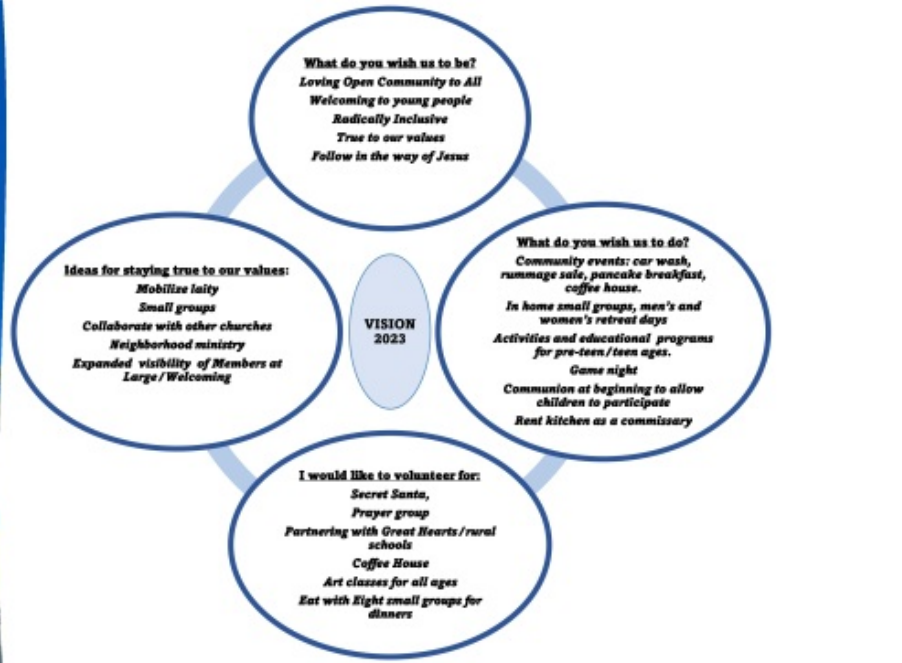 What do you wish us to be?
Loving Open Community to All
Welcoming to young people
Radically Inclusive
True to our values
Follow in the way of Jesus
Ideas for staying true to our values:
Mobilize laity
Small groups
Collaborate with other churches
Neighborhood ministry
Expanded visibility of Members at
Large/Welcoming
VISION
2023
What do you wish us to do?
Community events: car wash,
rummage sale, pancake breakfast,
coffee house.
In home small groups, men's and
women's retreat days
Activities and educational programs
for pre-teen/teen ages.
Game night
Communion at beginning to allow
children to participate
Rent kitchen as a commissary
I would like to volunteer for:
Secret Santa,
Prayer group
Partnering with Great Hearts/rural
schools
Coffee House
Art classes for all ages
Eat with Eight small groups for
dinners